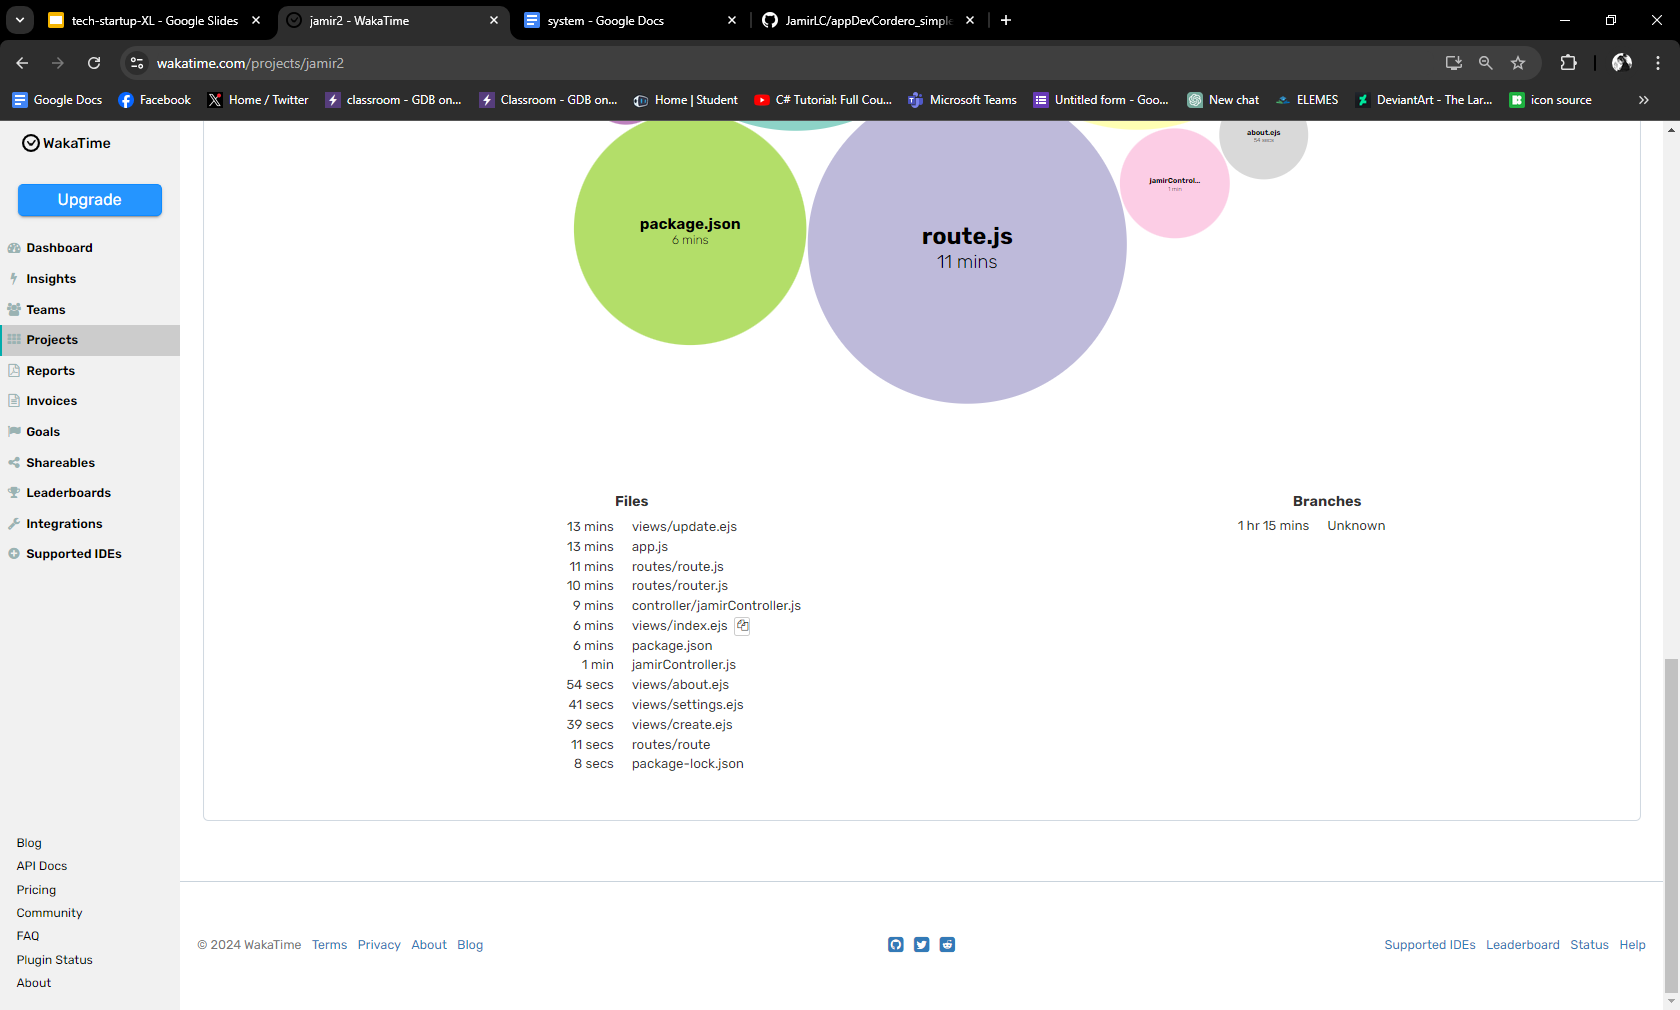 tech-startup-XL - Google Slides
jamir2 - WakaTime
system - Google Docs
JamirLC/appDevCordero_simple
wakatime.com/projects/jamir2
Google Docs
Facebook
Home / Twitter
classroom - GDB on...
Classroom - GDB on...
Home | Student
C# Tutorial: Full Cou...
Microsoft Teams
Untitled form - Goo...
New chat
ELEMES
DeviantArt - The Lar...
icon source
WakaTime
Upgrade
Dashboard
Insights
Teams
Projects
Reports
Invoices
Goals
Shareables
Leaderboards
Integrations
Supported IDEs
Blog
API Docs
Pricing
Community
FAQ
Plugin Status
About
about.ejs
54 secs
jamirControl...
1 min
package.json
6 mins
route.js
11 mins
Files
13 mins views/update.ejs
13 mins app.js
11 mins routes/route.js
10 mins routes/router.js
9 mins controller/jamirController.js
6 mins views/index.ejs
6 mins package.json
1 min jamirController.js
54 secs views/about.ejs
41 secs views/settings.ejs
39 secs views/create.ejs
11 secs routes/route
8 secs package-lock.json
Branches
1 hr 15 mins Unknown
© 2024 WakaTime Terms Privacy About Blog
Supported IDEs Leaderboard Status Help